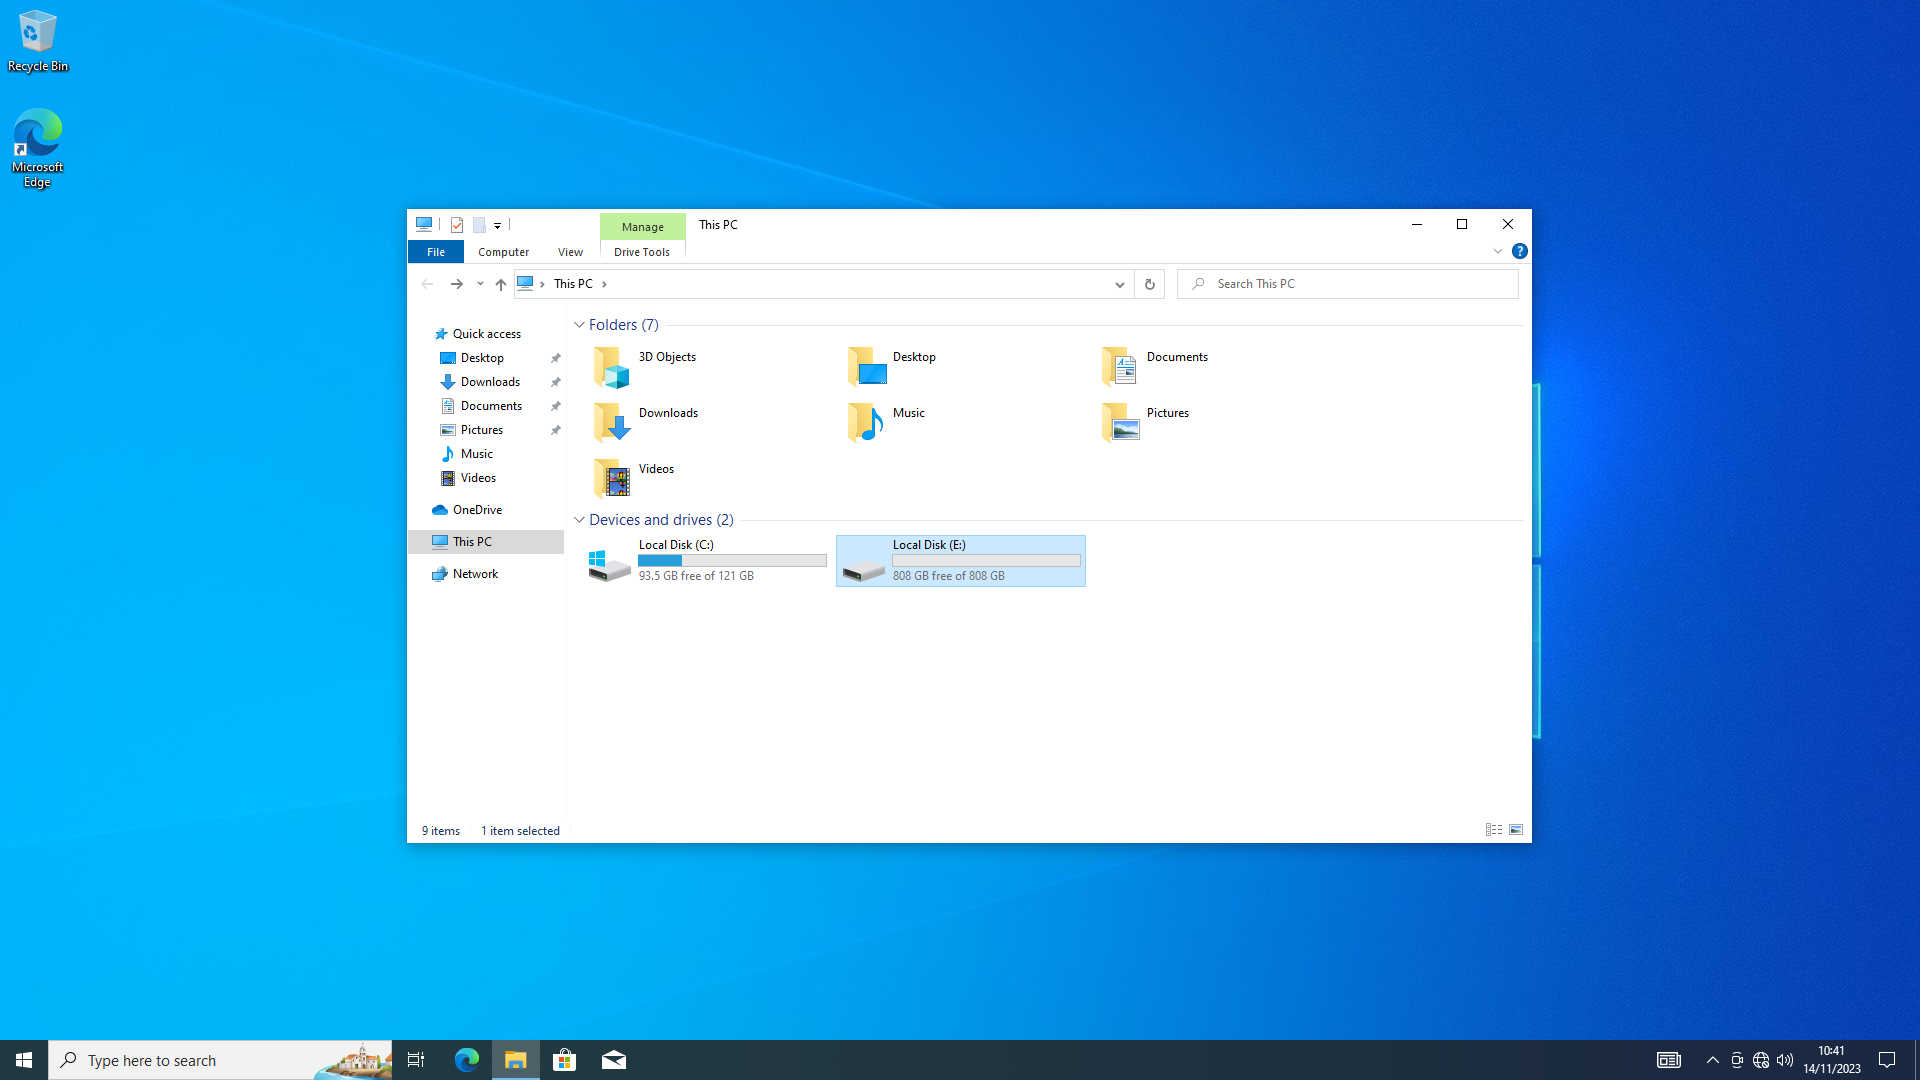 Recycle Bin
Microsoft
Edge
Manage
This PC
File
Computer
View
Drive Tools
This PC
Search This PC
Quick access
Desktop
Downloads
Documents
Pictures
Music
Videos
OneDrive
This PC
Network
Folders (7)
3D Objects
Desktop
Documents
Downloads
Music
Pictures
Videos
Devices and drives (2)
Local Disk (C:)
93.5 GB free of 121 GB
Local Disk (E:)
808 GB free of 808 GB
9 items
1 item selected
Type here to search
10:41
14/11/2023